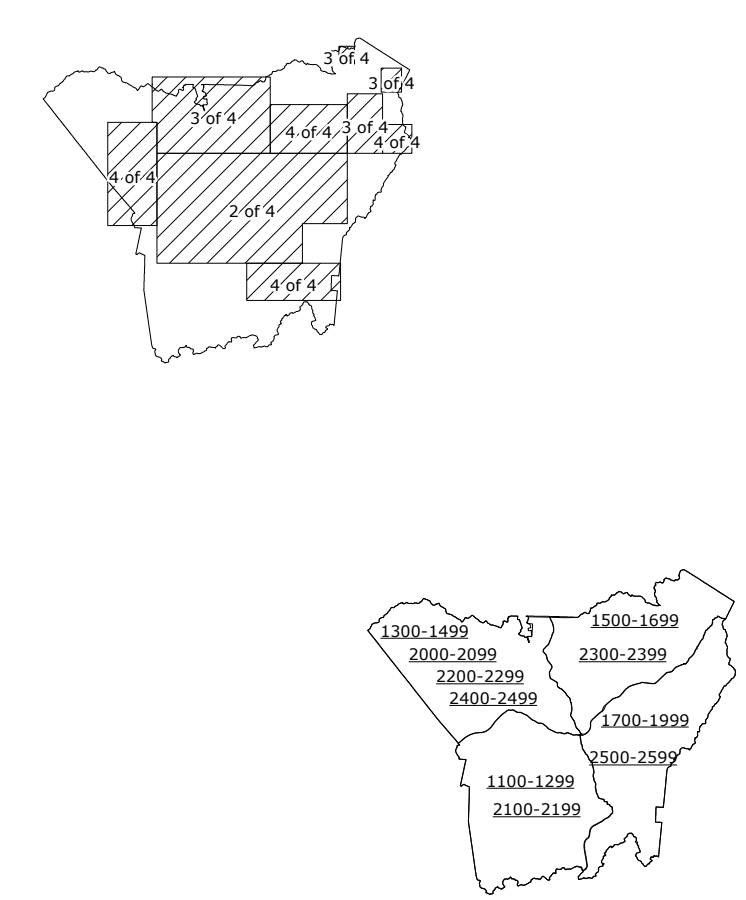 3 of 4
3 of 4
3 of 4
4 of 4
3 of 4
4 of 4
4 of 4
2 of 4
4 of 4
1500-1699
1300-1499
2000-2099
2300-2399
2200-2299
2400-2499
1700-1999
2500-2599
1100-1299
2100-2199